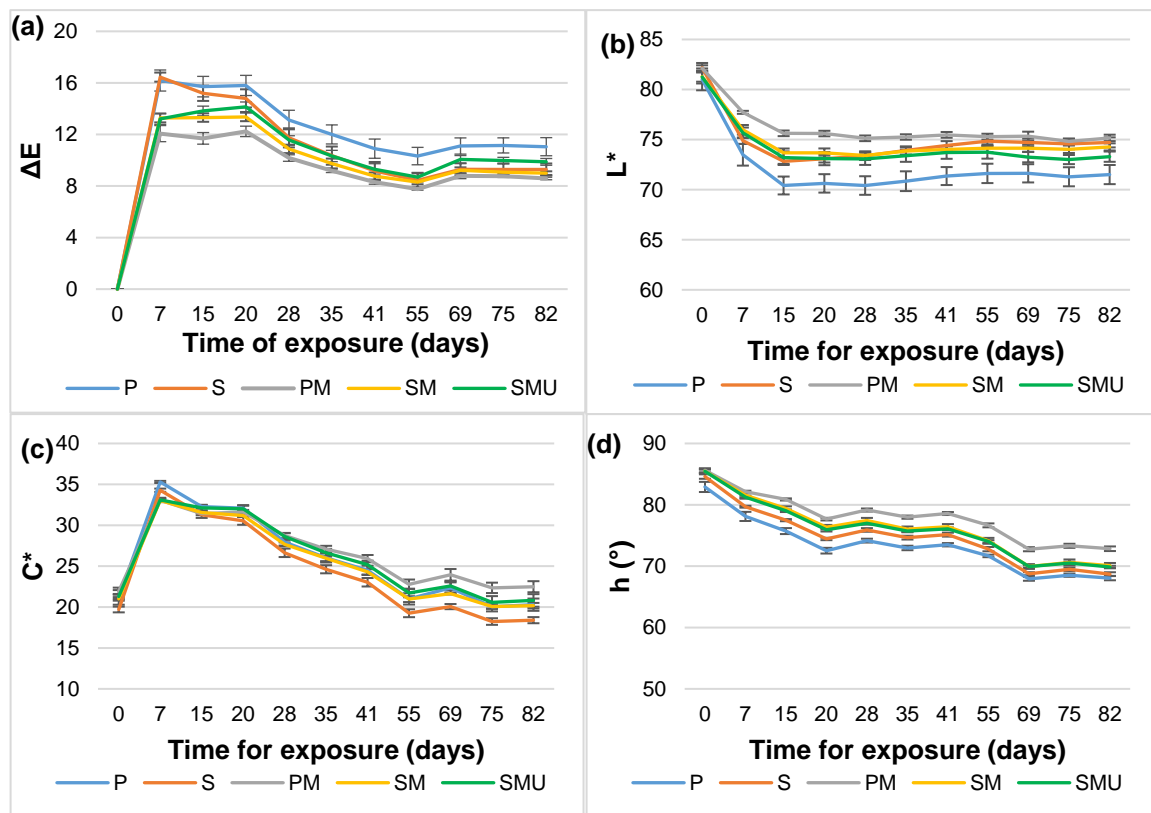 (a)
20
16
12
8
4
0
ΔE
0 7 15 20 28 35 41 55 69 75 82
Time of exposure (days)
P S PM SM SMU
(b)
85
80
75
70
65
60
L*
0 7 15 20 28 35 41 55 69 75 82
Time for exposure (days)
P S PM SM SMU
(c)
40
35
30
25
20
15
10
C*
0 7 15 20 28 35 41 55 69 75 82
Time for exposure (days)
P S PM SM SMU
(d)
90
80
70
60
50
h (°)
0 7 15 20 28 35 41 55 69 75 82
Time for exposure (days)
P S PM SM SMU